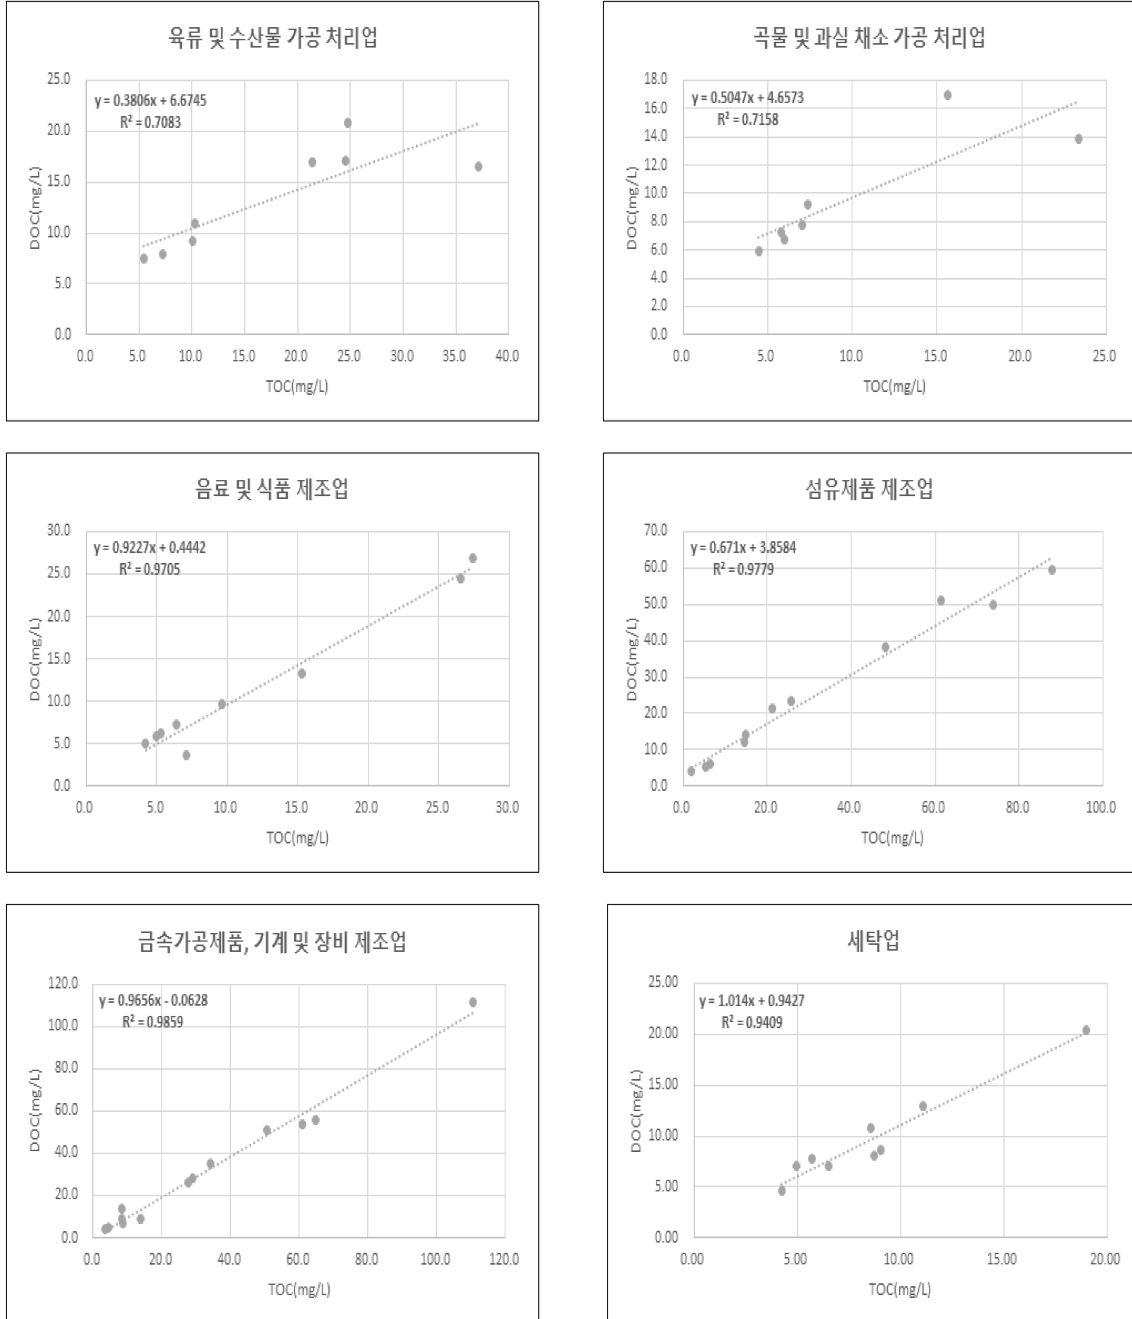 육류 및 수산물 가공 처리업
y = 0.3806x + 6.6745
R² = 0.7083
DOC(mg/L)
25.0
20.0
15.0
10.0
5.0
0.0
0.0 5.0 10.0 15.0 20.0 25.0 30.0 35.0 40.0
TOC(mg/L)
곡물 및 과실 채소 가공 처리업
y = 0.5047x + 4.6573
R² = 0.7158
DOC(mg/L)
18.0
16.0
14.0
12.0
10.0
8.0
6.0
4.0
2.0
0.0
0.0 5.0 10.0 15.0 20.0 25.0
TOC(mg/L)
음료 및 식품 제조업
y = 0.9227x + 0.4442
R² = 0.9705
DOC(mg/L)
30.0
25.0
20.0
15.0
10.0
5.0
0.0
0.0 5.0 10.0 15.0 20.0 25.0 30.0
TOC(mg/L)
섬유제품 제조업
y = 0.671x + 3.8584
R² = 0.9779
DOC(mg/L)
70.0
60.0
50.0
40.0
30.0
20.0
10.0
0.0
0.0 20.0 40.0 60.0 80.0 100.0
TOC(mg/L)
금속가공제품, 기계 및 장비 제조업
y = 0.9656x - 0.0628
R² = 0.9859
DOC(mg/L)
120.0
100.0
80.0
60.0
40.0
20.0
0.0
0.0 20.0 40.0 60.0 80.0 100.0 120.0
TOC(mg/L)
세탁업
y = 1.014x + 0.9427
R² = 0.9409
DOC(mg/L)
25.00
20.00
15.00
10.00
5.00
0.00
0.00 5.00 10.00 15.00 20.00
TOC(mg/L)